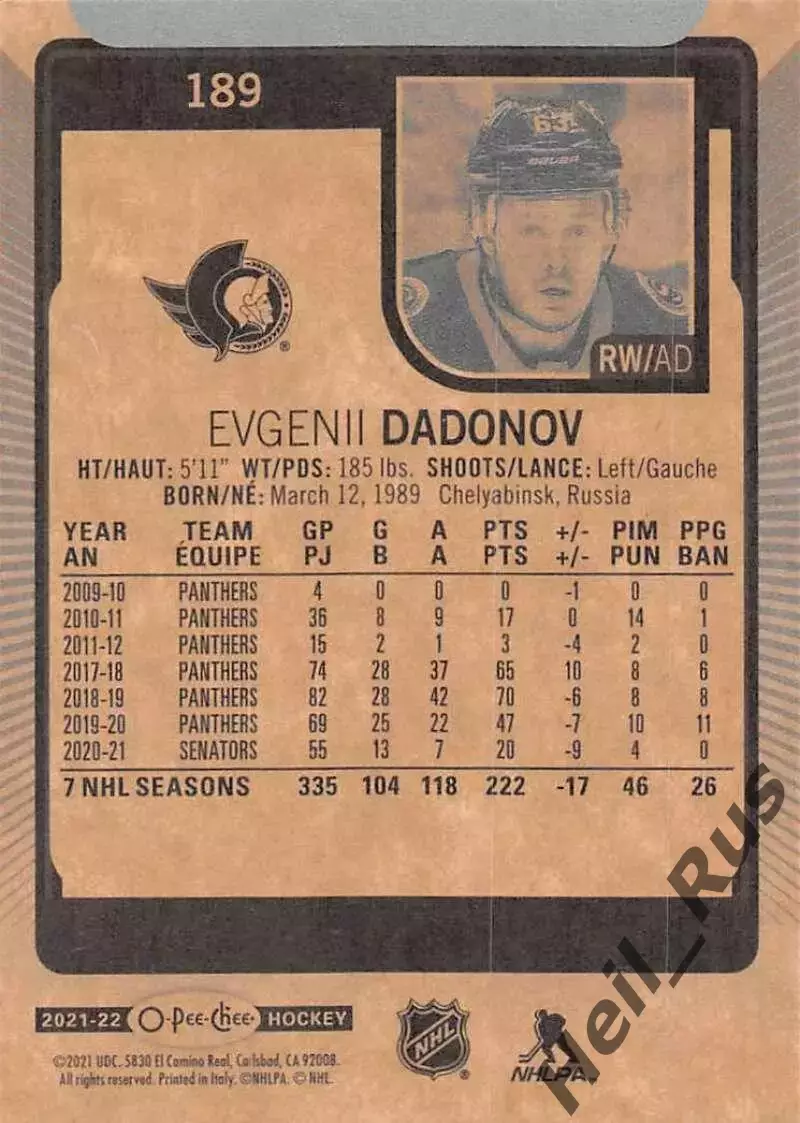 189
63
BAUER
RW/AD
®
EVGENII DADONOV
HT/HAUT: 5'11" WT/PDS: 185 lbs. SHOOTS/LANCE: Left/Gauche
BORN/NÉ: March 12, 1989 Chelyabinsk, Russia
YEAR TEAM GP G A PTS +/- PIM PPG
AN ÉQUIPE PJ B A PTS +/- PUN BAN
2009-10 PANTHERS 4 0 0 0 -1 0 0
2010-11 PANTHERS 36 8 9 17 0 14 1
2011-12 PANTHERS 15 2 1 3 -4 2 0
2017-18 PANTHERS 74 28 37 65 10 8 6
2018-19 PANTHERS 82 28 42 70 -6 8 8
2019-20 PANTHERS 69 25 22 47 -7 10 11
2020-21 SENATORS 55 13 7 20 -9 4 0
7 NHL SEASONS 335 104 118 222 -17 46 26
Neil_Rus
2021-22 O-Pee-Chee HOCKEY
NHL ®
NHLPA™
©2021 UDC. 5830 El Camino Real, Carlsbad, CA 92008.
All rights reserved. Printed in Italy. ©NHLPA. © NHL.